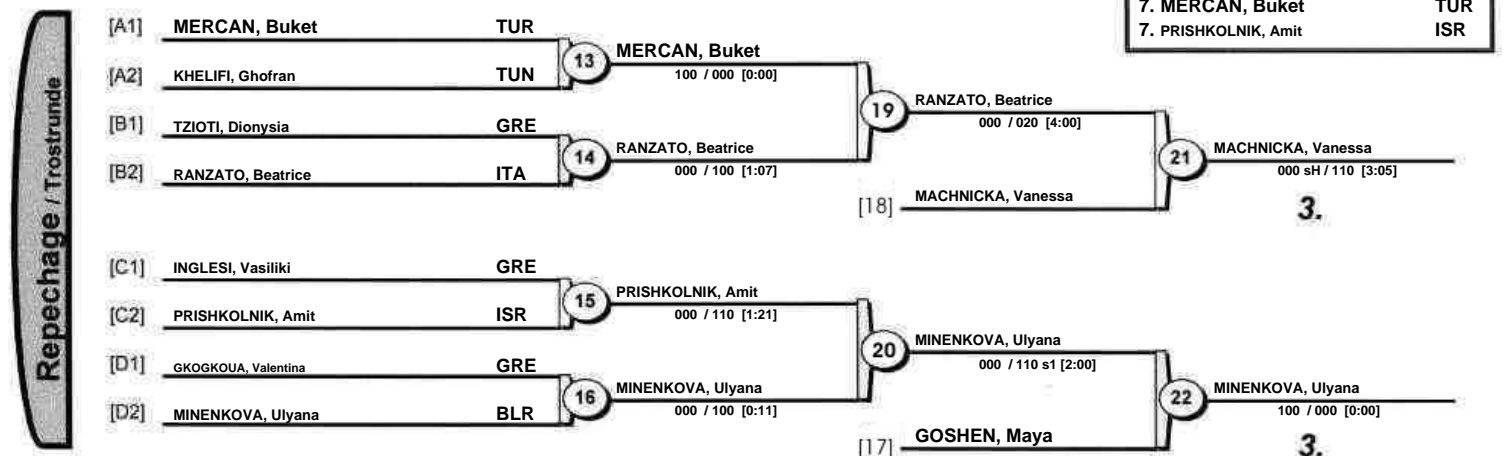 7. MERCAN, Buket TUR
7. PRISHKOLNIK, Amit ISR
Repechage / Trostrunde
[A1] MERCAN, Buket TUR
13 MERCAN, Buket
100 / 000 [0:00]
[A2] KHELIFI, Ghofran TUN
19 RANZATO, Beatrice
000 / 020 [4:00]
[B1] TZIOTI, Dionysia GRE
14 RANZATO, Beatrice
000 / 100 [1:07]
[B2] RANZATO, Beatrice ITA
21 MACHNICKA, Vanessa
000 sH / 110 [3:05]
[18] MACHNICKA, Vanessa
3.
[C1] INGLESI, Vasiliki GRE
15 PRISHKOLNIK, Amit
000 / 110 [1:21]
[C2] PRISHKOLNIK, Amit ISR
20 MINENKOVA, Ulyana
000 / 110 s1 [2:00]
[D1] GKOGKOUA, Valentina GRE
16 MINENKOVA, Ulyana
000 / 100 [0:11]
[D2] MINENKOVA, Ulyana BLR
22 MINENKOVA, Ulyana
100 / 000 [0:00]
[17] GOSHEN, Maya
3.